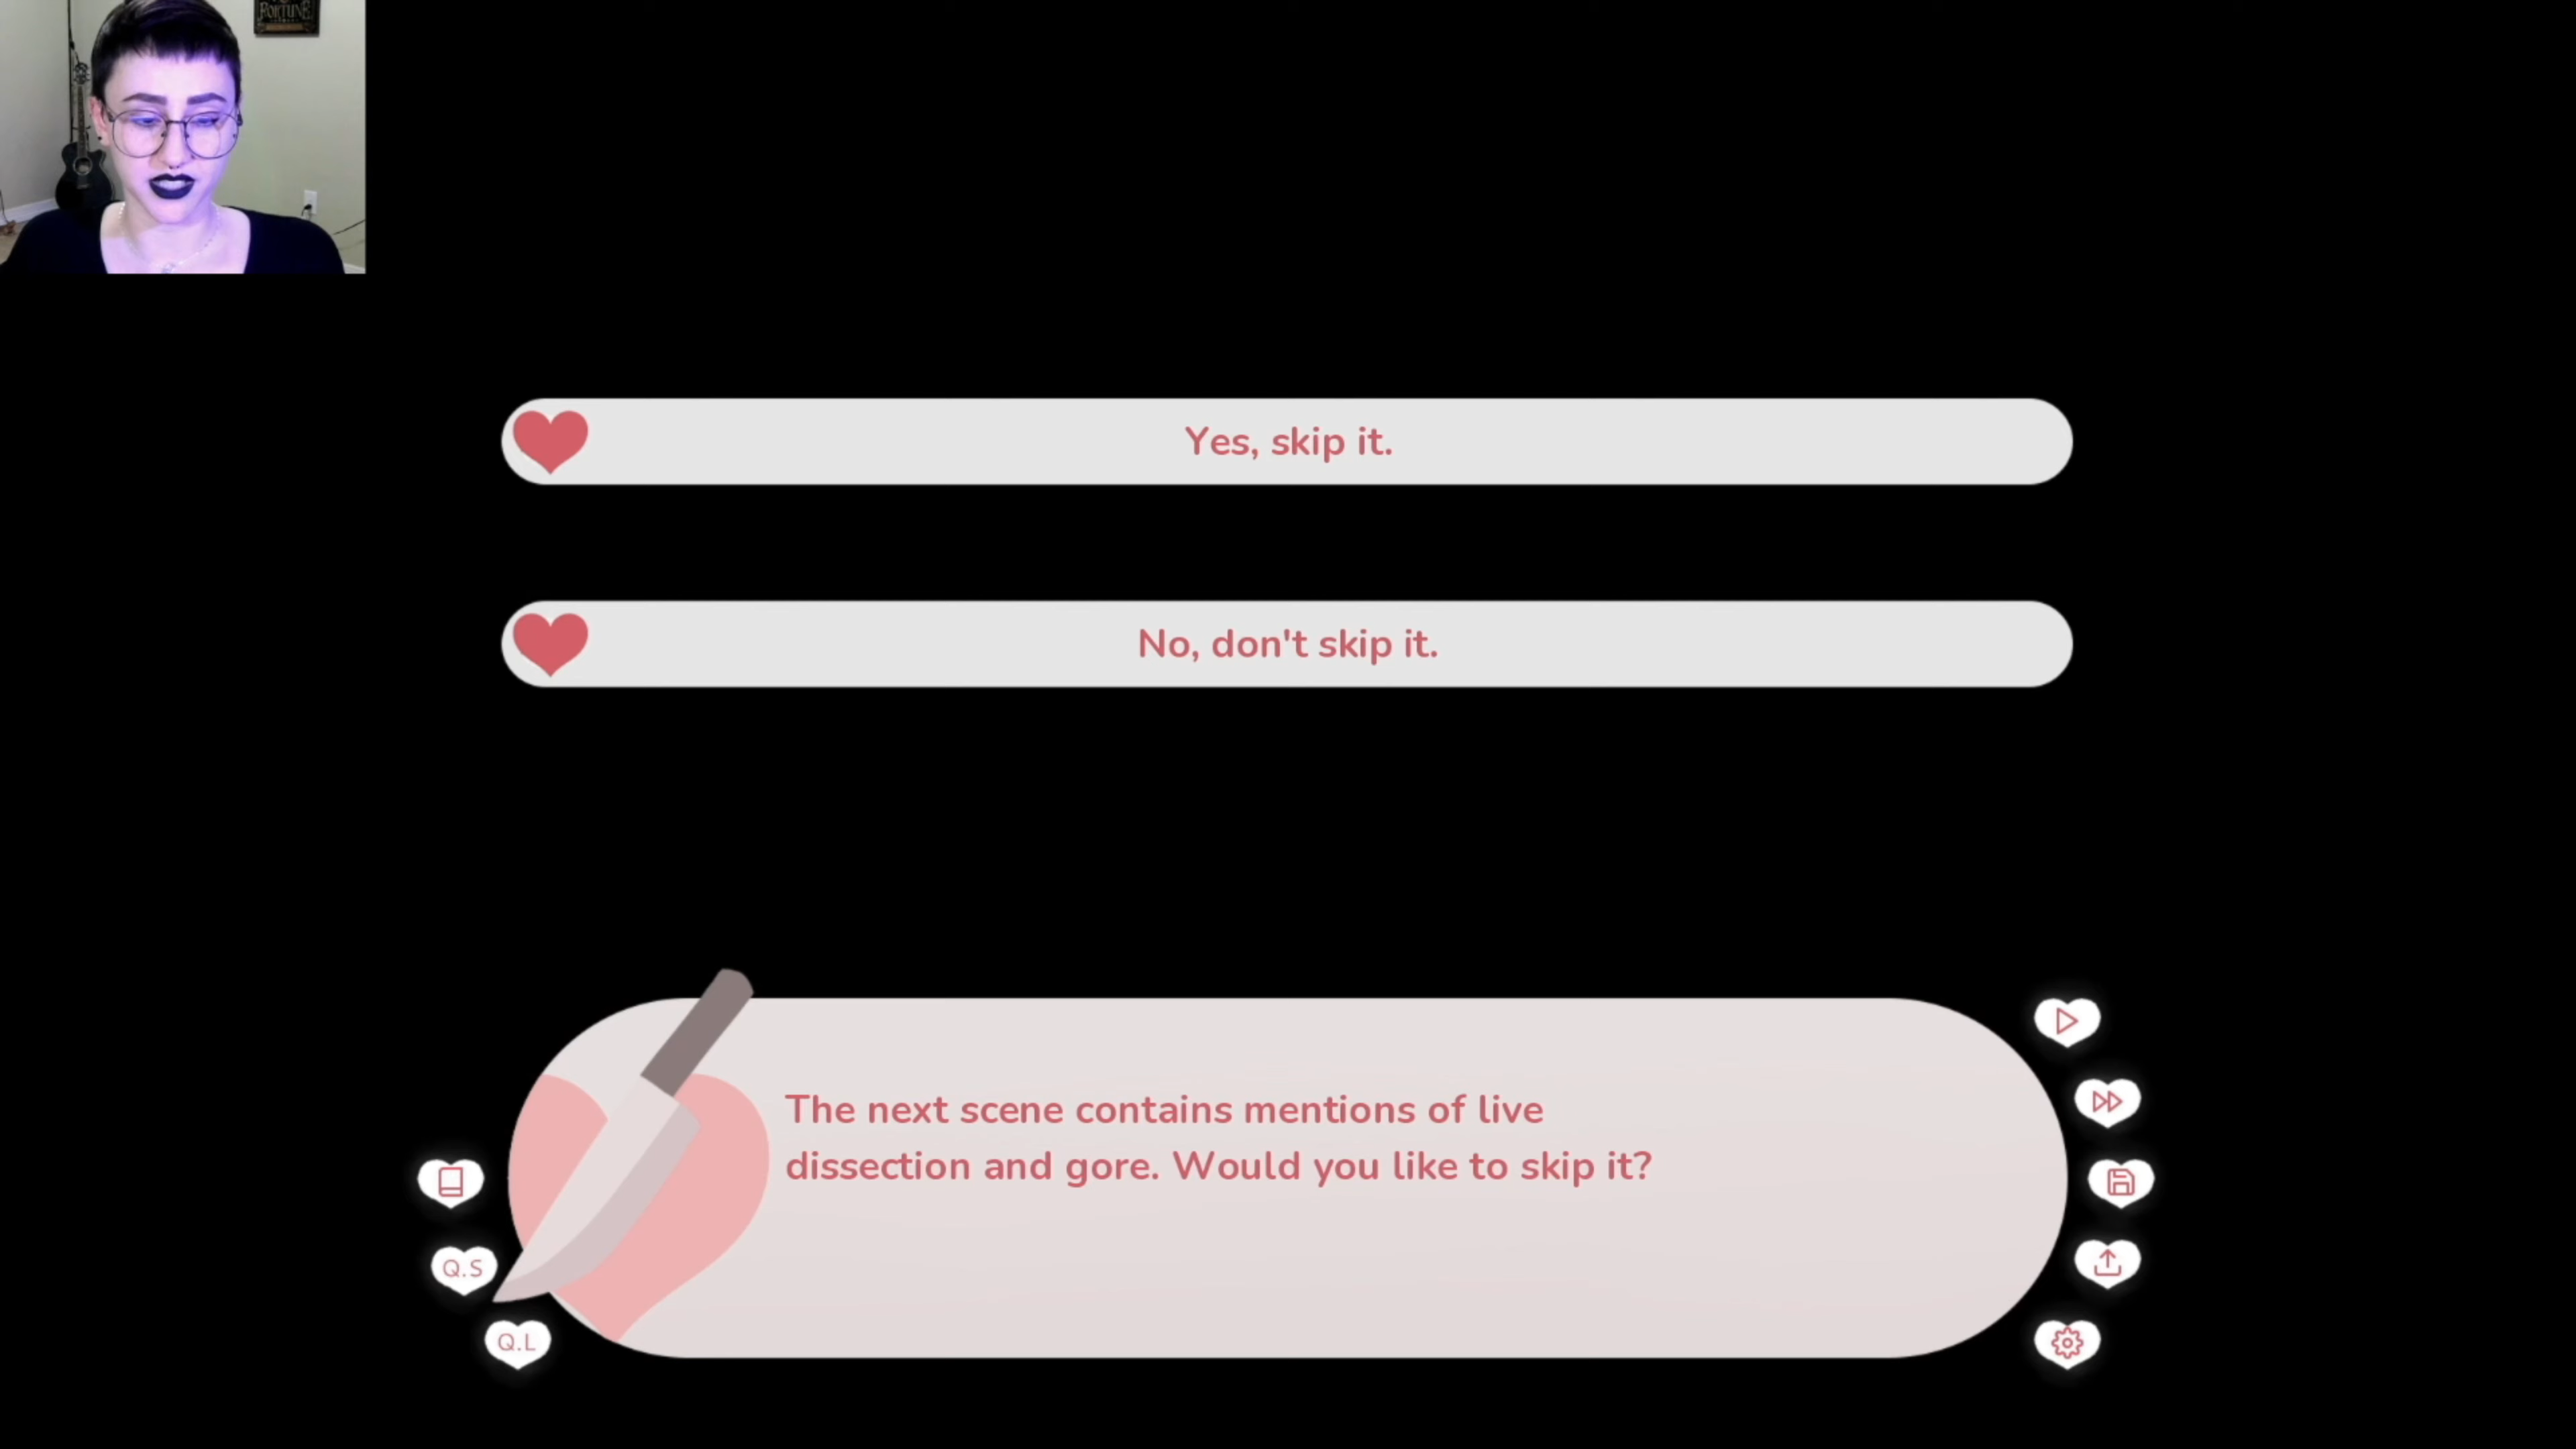 FORTUNE
Yes, skip it.
No, don't skip it.
The next scene contains mentions of live
dissection and gore. Would you like to skip it?
Q.S
Q.L